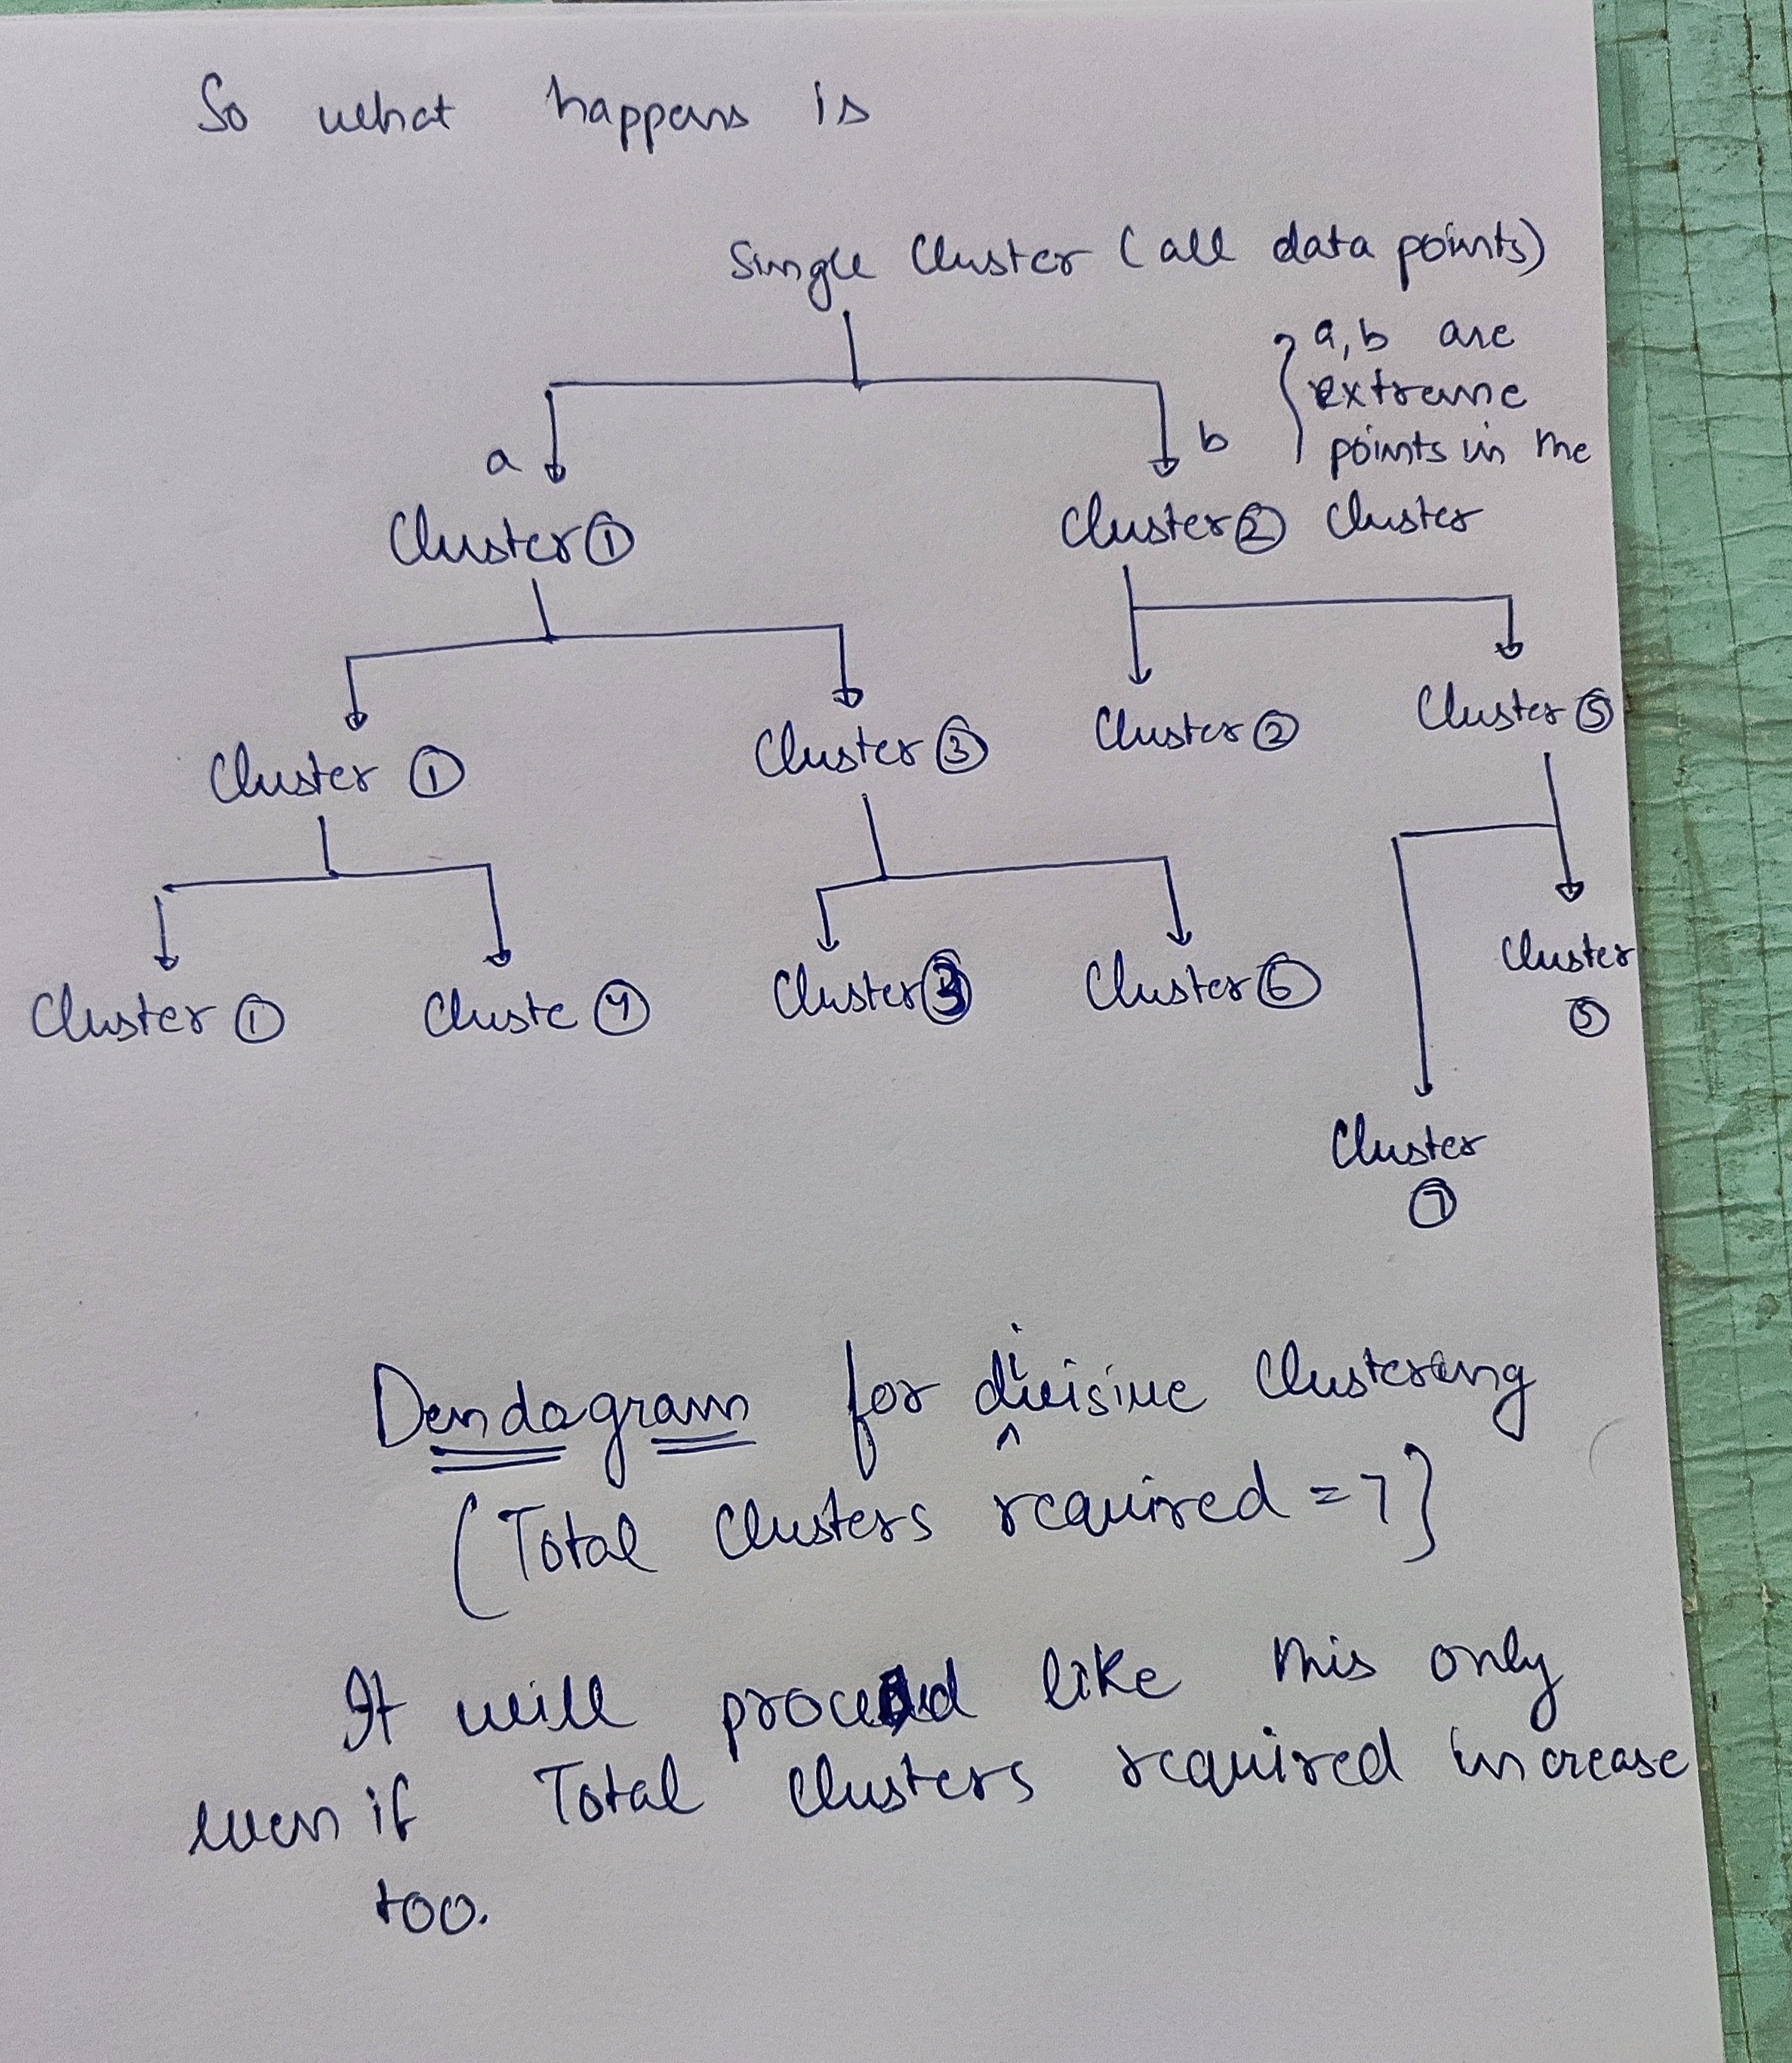 So what happens is
Single Cluster (all data points)
a
b
{ a, b are
extreme
points in the
Cluster
Cluster ①
Cluster ②
Cluster ①
Cluster ③
Cluster ②
Cluster ⑤
Cluster ①
Cluste ④
Cluster ③
Cluster ⑥
Cluster
⑤
Cluster
⑦
Dendagram for divisive Clustering
(Total Clusters required = 7}
It will proceed like this only
even if Total Clusters required increase
too.